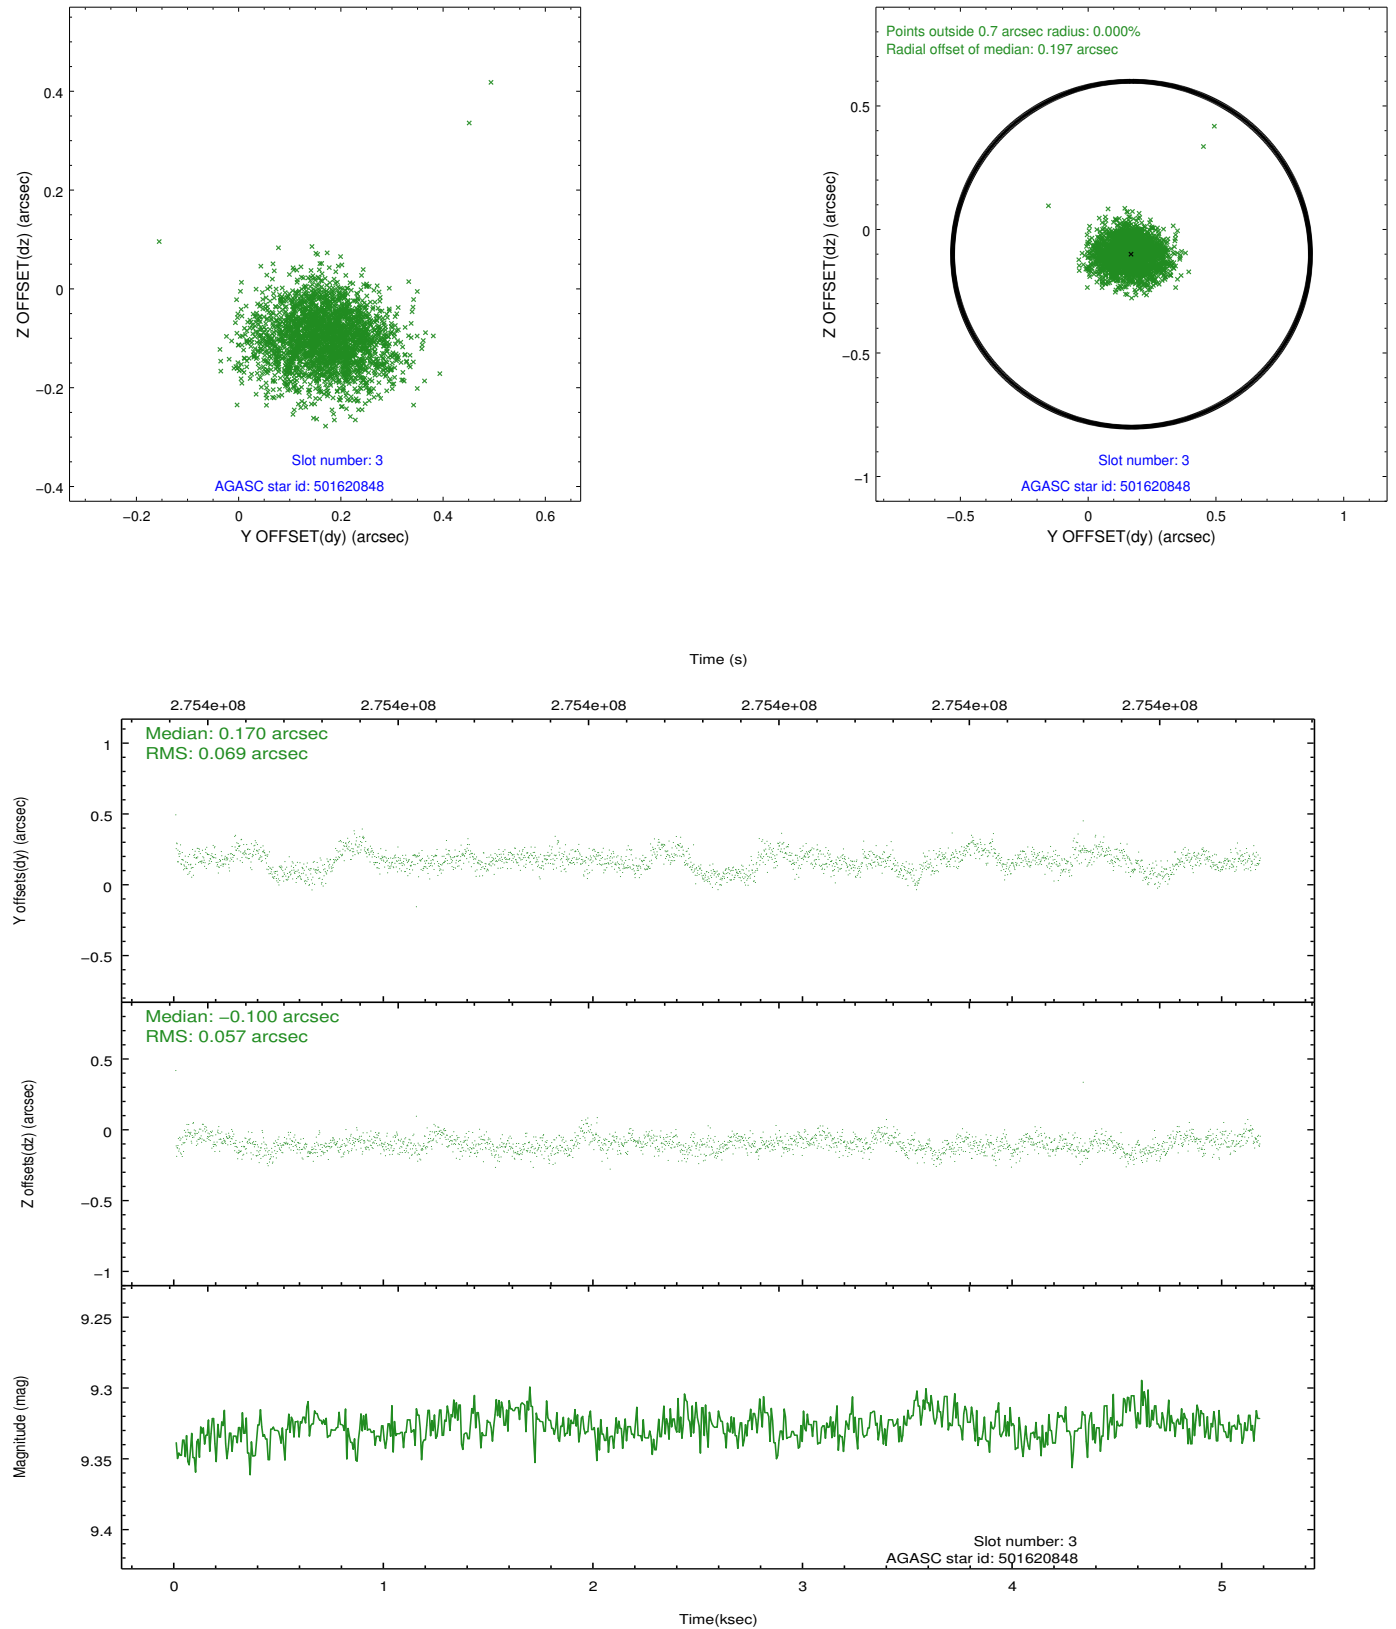 0.4
0.2
0
−0.2
−0.4
Z OFFSET(dz) (arcsec)
Slot number: 3
AGASC star id: 501620848
−0.2
0
0.2
0.4
0.6
Y OFFSET(dy) (arcsec)
Points outside 0.7 arcsec radius: 0.000%
Radial offset of median: 0.197 arcsec
0.5
0
−0.5
−1
Z OFFSET(dz) (arcsec)
Slot number: 3
AGASC star id: 501620848
−0.5
0
0.5
1
Y OFFSET(dy) (arcsec)
Time (s)
2.754e+08
2.754e+08
2.754e+08
2.754e+08
2.754e+08
2.754e+08
Median: 0.170 arcsec
RMS: 0.069 arcsec
1
0.5
0
−0.5
Y offsets(dy) (arcsec)
Median: −0.100 arcsec
RMS: 0.057 arcsec
0.5
0
−0.5
−1
Z offsets(dz) (arcsec)
9.25
9.3
9.35
9.4
Magnitude (mag)
Slot number: 3
AGASC star id: 501620848
0
1
2
3
4
5
Time(ksec)